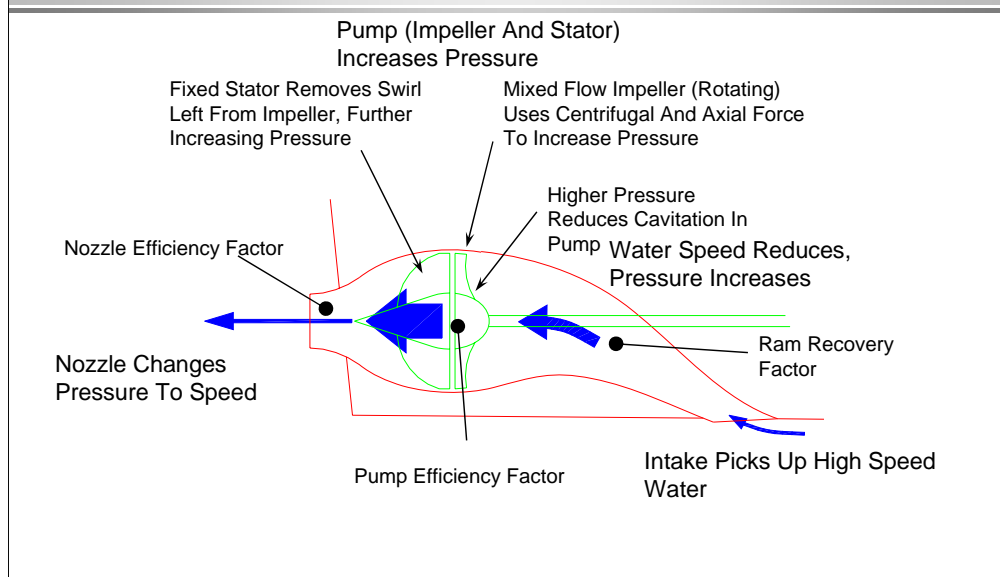 Pump (Impeller And Stator)
Increases Pressure
Fixed Stator Removes Swirl
Left From Impeller, Further
Increasing Pressure
Mixed Flow Impeller (Rotating)
Uses Centrifugal And Axial Force
To Increase Pressure
Higher Pressure
Reduces Cavitation In
Pump
Water Speed Reduces,
Pressure Increases
Nozzle Efficiency Factor
Ram Recovery
Factor
Nozzle Changes
Pressure To Speed
Pump Efficiency Factor
Intake Picks Up High Speed
Water